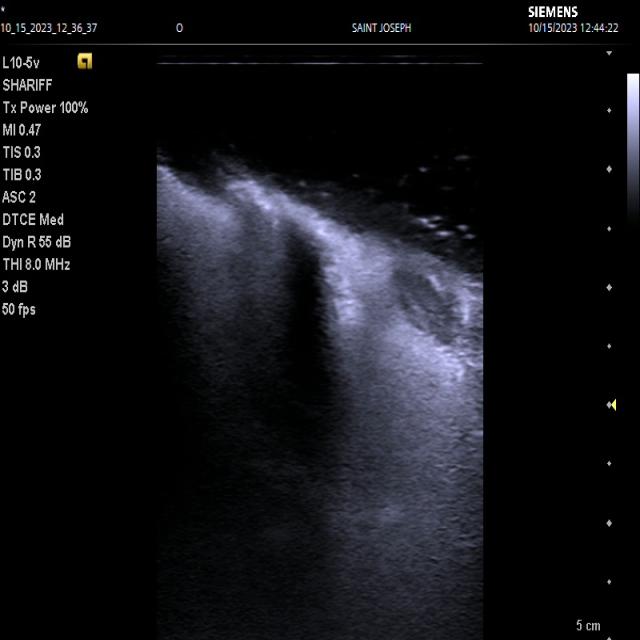 *
SIEMENS
10_15_2023_12_36_37 O SAINT JOSEPH 10/15/2023 12:44:22
L10-5v
SHARIFF
Tx Power 100%
MI 0.47
TIS 0.3
TIB 0.3
ASC 2
DTCE Med
Dyn R 55 dB
THI 8.0 MHz
3 dB
50 fps
5 cm